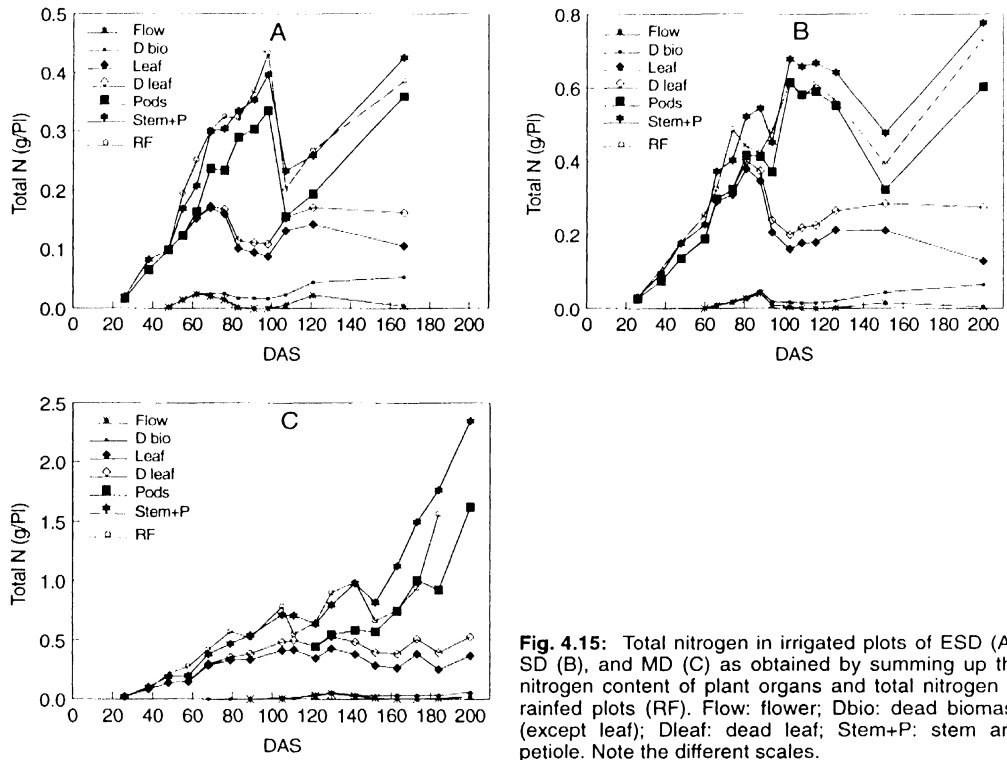 A
Total N (g/Pl)
0.5
0.4
0.3
0.2
0.1
0.0
Flow
D bio
Leaf
D leaf
Pods
Stem+P
RF
0 20 40 60 80 100 120 140 160 180 200
DAS
B
Total N (g/Pl)
0.8
0.6
0.4
0.2
0.0
Flow
D bio
Leaf
D leaf
Pods
Stem+P
RF
0 20 40 60 80 100 120 140 160 180 200
DAS
C
Total N (g/Pl)
2.5
2.0
1.5
1.0
0.5
0.0
Flow
D bio
Leaf
D leaf
Pods
Stem+P
RF
0 20 40 60 80 100 120 140 160 180 200
DAS
Fig. 4.15: Total nitrogen in irrigated plots of ESD (A
SD (B), and MD (C) as obtained by summing up th
nitrogen content of plant organs and total nitrogen
rainfed plots (RF). Flow: flower; Dbio: dead biomas
(except leaf); Dleaf: dead leaf; Stem+P: stem an
petiole. Note the different scales.